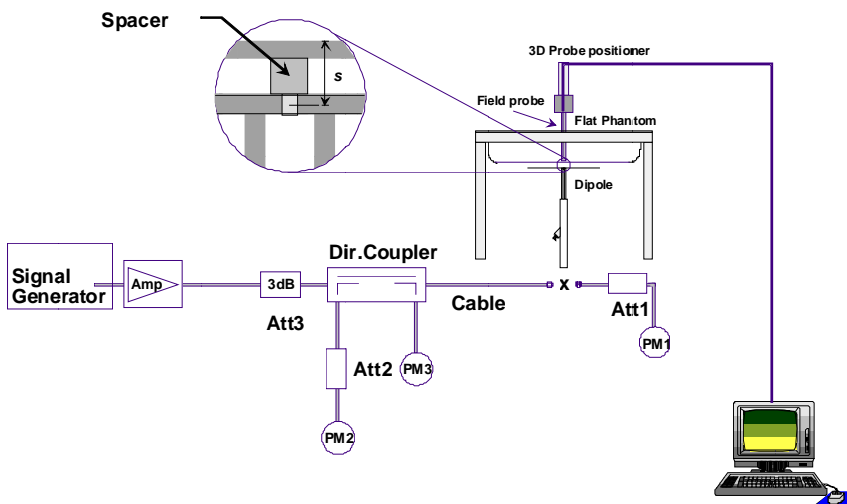 Spacer
s
3D Probe positioner
Field probe
Flat Phantom
Dipole
Dir.Coupler
Signal
Generator
Amp
3dB
Att3
Cable
x
Att1
PM1
Att2
PM3
PM2